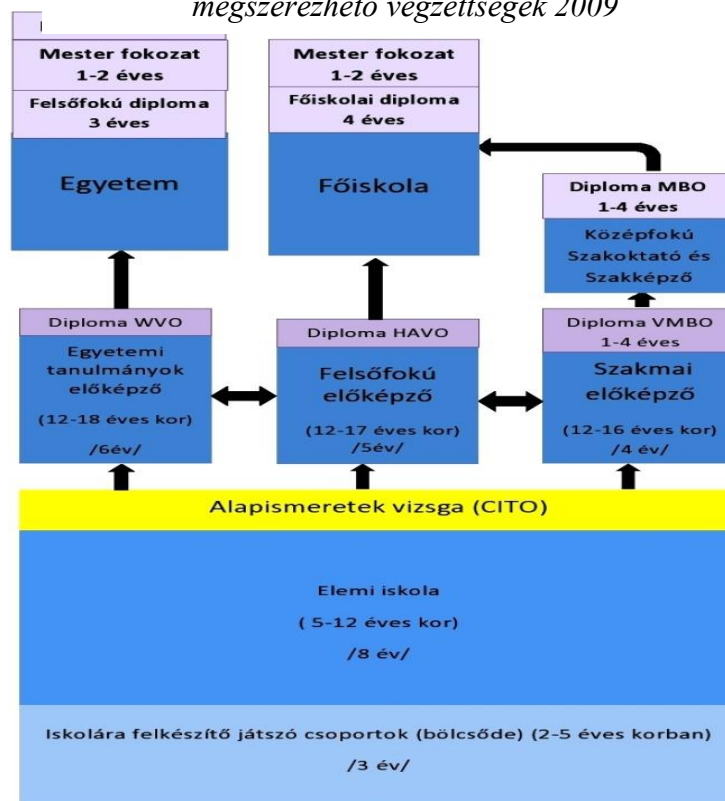 megszerezhető végzettségek 2009
Mester fokozat
1-2 éves
Felsőfokú diploma
3 éves
Egyetem
Mester fokozat
1-2 éves
Főiskolai diploma
4 éves
Főiskola
Diploma MBO
1-4 éves
Középfokú
Szakoktató és
Szakképző
Diploma WVO
Egyetemi
tanulmányok
előképző
(12-18 éves kor)
/6év/
Diploma HAVO
Felsőfokú
előképző
(12-17 éves kor)
/5év/
Diploma VMBO
1-4 éves
Szakmai
előképző
(12-16 éves kor)
/4 év/
Alapismeretek vizsga (CITO)
Elemi iskola
( 5-12 éves kor)
/8 év/
Iskolára felkészítő játszó csoportok (bölcsőde) (2-5 éves korban)
/3 év/